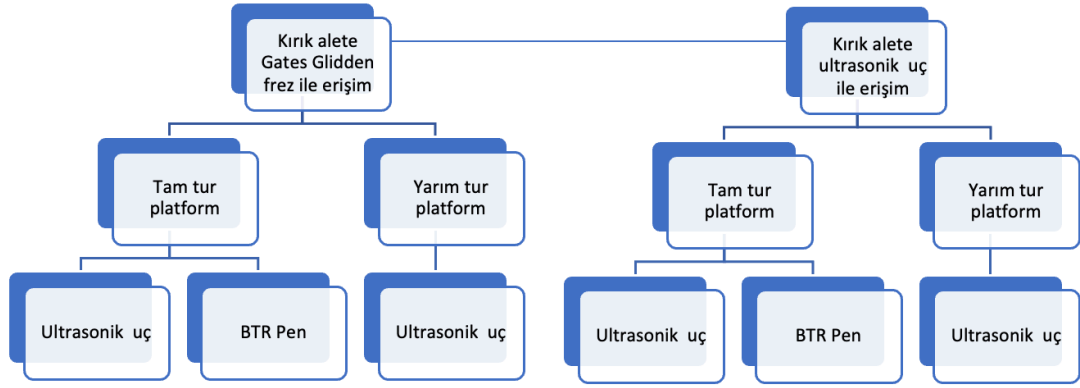 Kırık alete
Gates Glidden
frez ile erişim
Kırık alete
ultrasonik uç
ile erişim
Tam tur
platform
Yarım tur
platform
Tam tur
platform
Yarım tur
platform
Ultrasonik uç
BTR Pen
Ultrasonik uç
Ultrasonik uç
BTR Pen
Ultrasonik uç